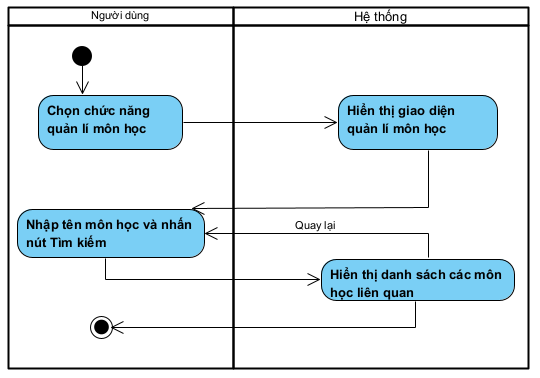 Người dùng
Hệ thống
Chọn chức năng
quản lí môn học
Hiển thị giao diện
quản lí môn học
Nhập tên môn học và nhấn
nút Tìm kiếm
Quay lại
Hiển thị danh sách các môn
học liên quan